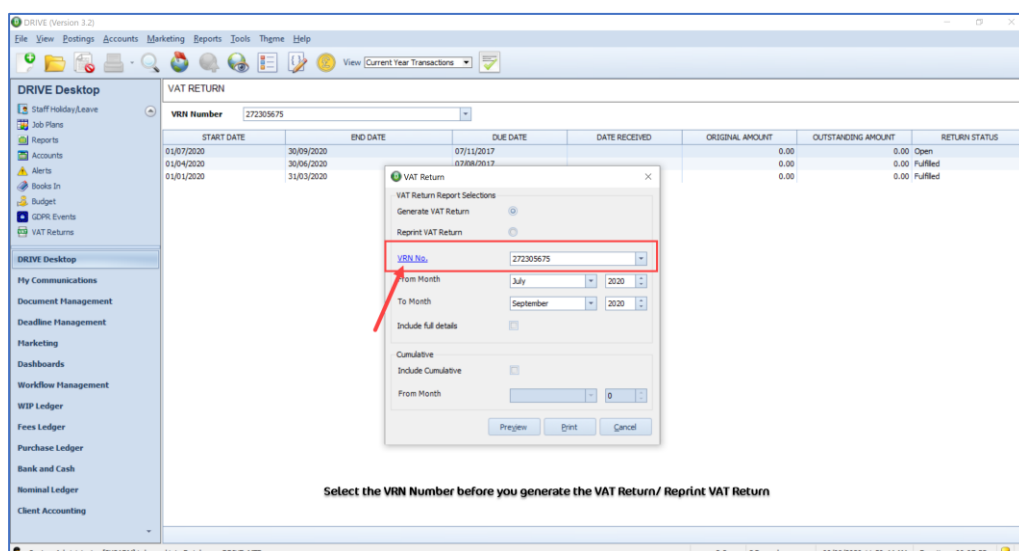 DRIVE (Version 3.2)
File View Postings Accounts Marketing Reports Tools Theme Help
View Current Year Transactions
DRIVE Desktop
Staff Holiday/Leave
Job Plans
Reports
Accounts
Alerts
Books In
Budget
GDPR Events
VAT Returns
DRIVE Desktop
My Communications
Document Management
Deadline Management
Marketing
Dashboards
Workflow Management
WIP Ledger
Fees Ledger
Purchase Ledger
Bank and Cash
Nominal Ledger
Client Accounting
VAT RETURN
VRN Number 272305675
START DATE END DATE DUE DATE DATE RECEIVED ORIGINAL AMOUNT OUTSTANDING AMOUNT RETURN STATUS
01/07/2020 30/09/2020 07/11/2017 0.00 0.00 Open
01/04/2020 30/06/2020 07/08/2017 0.00 0.00 Fulfilled
01/01/2020 31/03/2020 0.00 0.00 Fulfilled
VAT Return
VAT Return Report Selections
Generate VAT Return
Reprint VAT Return
VRN No. 272305675
From Month July 2020
To Month September 2020
Include full details
Cumulative
Include Cumulative
From Month 0
Preview Print Cancel
Select the VRN Number before you generate the VAT Return/ Reprint VAT Return